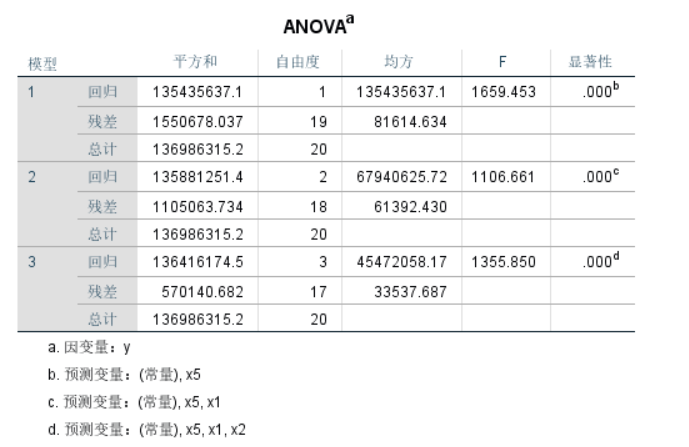 ANOVAa
模型 平方和 自由度 均方 F 显著性
1 回归 135435637.1 1 135435637.1 1659.453 .000b
残差 1550678.037 19 81614.634
总计 136986315.2 20
2 回归 135881251.4 2 67940625.72 1106.661 .000c
残差 1105063.734 18 61392.430
总计 136986315.2 20
3 回归 136416174.5 3 45472058.17 1355.850 .000d
残差 570140.682 17 33537.687
总计 136986315.2 20
a. 因变量：y
b. 预测变量：(常量), x5
c. 预测变量：(常量), x5, x1
d. 预测变量：(常量), x5, x1, x2